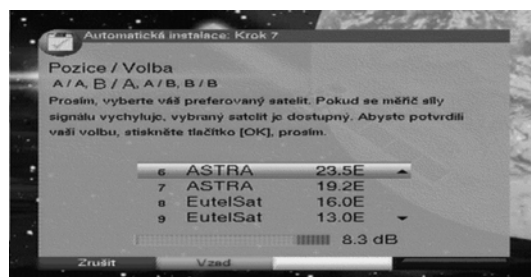 Automatická instalace: Krok 7
Pozice / Volba
A / A, B / A, A / B, B / B
Prosím, vyberte váš preferovaný satelit. Pokud se měřič síly
signálu vychyluje, vybraný satelit je dostupný. Abyste potvrdili
vaši volbu, stiskněte tlačítko [OK], prosím.
6 ASTRA 23.5E
7 ASTRA 19.2E
8 EutelSat 16.0E
9 EutelSat 13.0E
8.3 dB
Zrušit Vzad